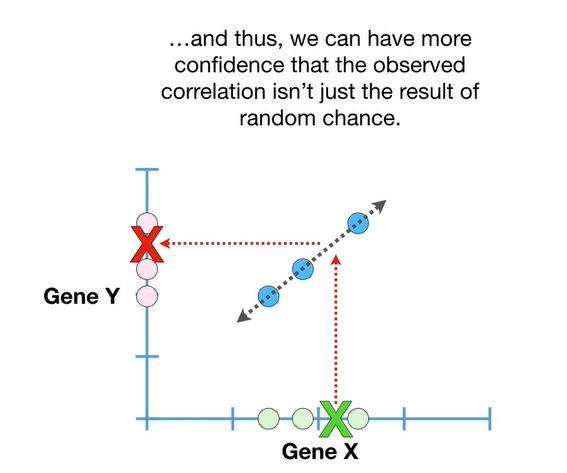 ...and thus, we can have more
confidence that the observed
correlation isn't just the result of
random chance.
Gene Y
Gene X